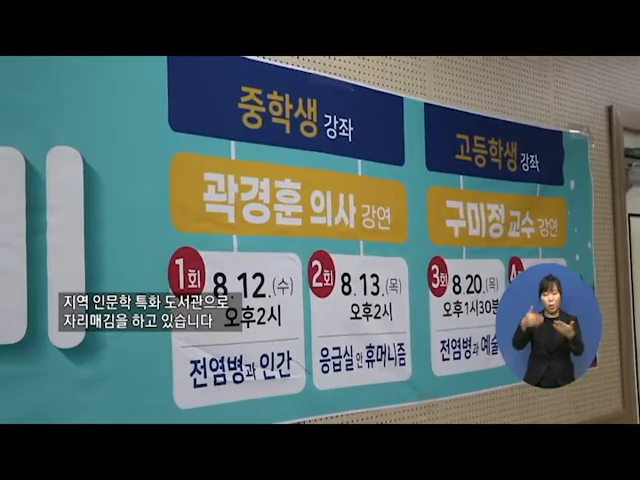 중학생 강좌
곽경훈 의사 강연
1회
8.12.(수)
오후2시
전염병과 인간
2회
8.13.(목)
오후2시
응급실 안 휴머니즘
고등학생 강좌
구미정 교수 강연
3회
8.20.(목)
오후1시30분
전염병과 예술
지역 인문학 특화 도서관으로
자리매김을 하고 있습니다